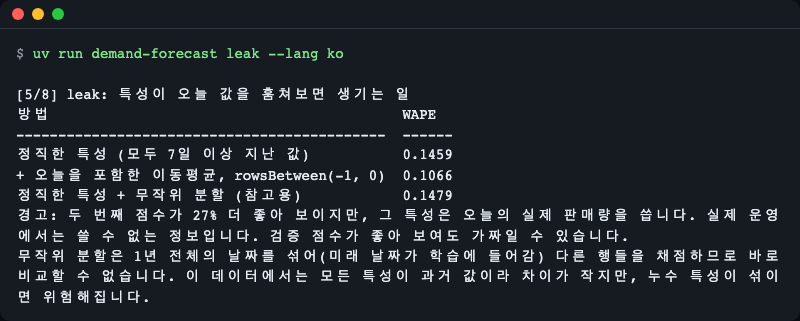 $ uv run demand-forecast leak --lang ko
[5/8] leak: 특성이 오늘 값을 훔쳐보면 생기는 일
방법 WAPE
------------------------------------------- ------
정직한 특성 (모두 7일 이상 지난 값) 0.1459
+ 오늘을 포함한 이동평균, rowsBetween(-1, 0) 0.1066
정직한 특성 + 무작위 분할 (참고용) 0.1479
경고: 두 번째 점수가 27% 더 좋아 보이지만, 그 특성은 오늘의 실제 판매량을 씁니다. 실제 운영
에서는 쓸 수 없는 정보입니다. 검증 점수가 좋아 보여도 가짜일 수 있습니다.
무작위 분할은 1년 전체의 날짜를 섞어(미래 날짜가 학습에 들어감) 다른 행들을 채점하므로 바로
비교할 수 없습니다. 이 데이터에서는 모든 특성이 과거 값이라 차이가 작지만, 누수 특성이 섞이
면 위험해집니다.